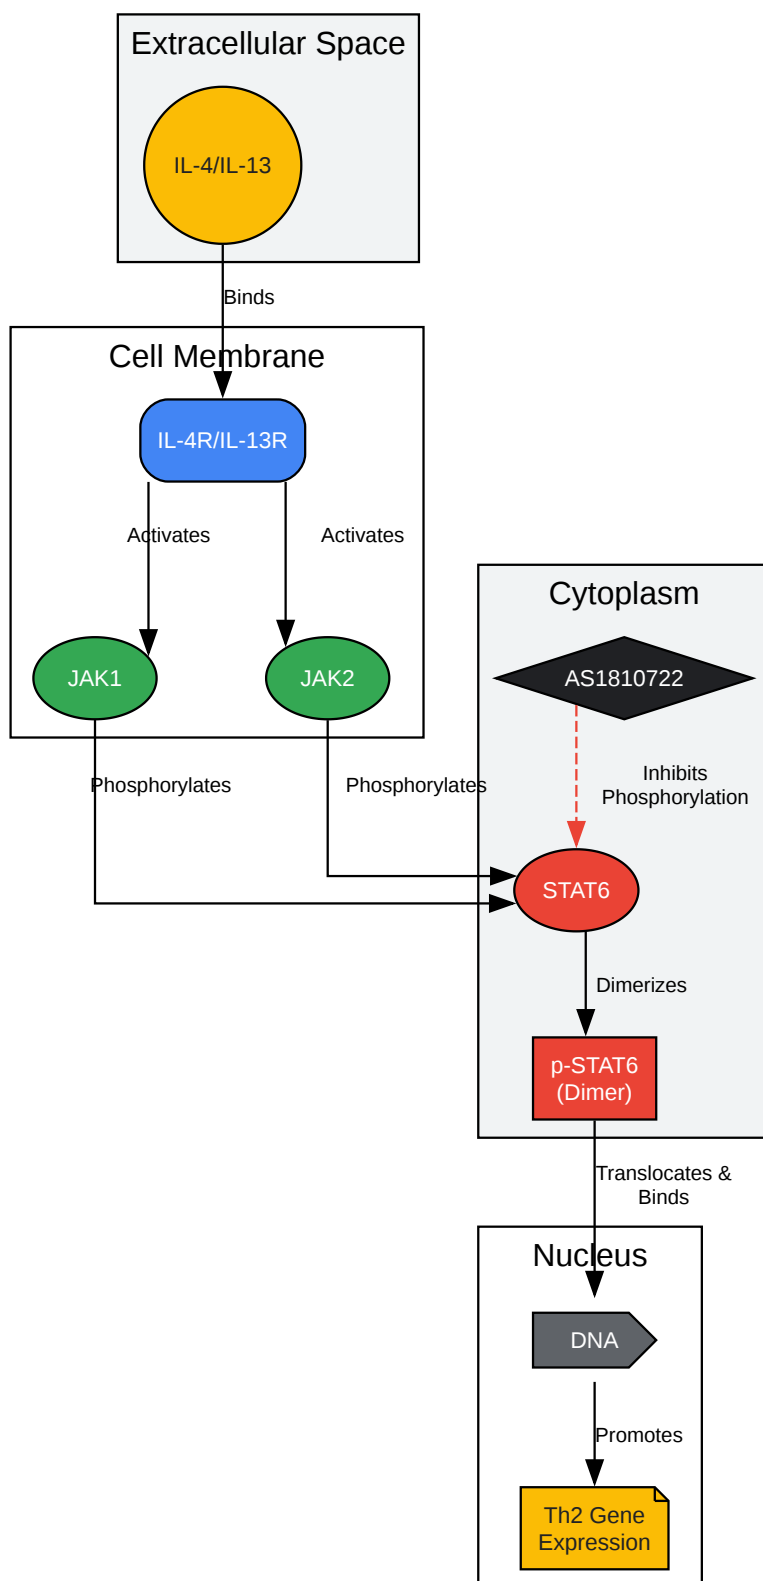 Extracellular Space
IL-4/IL-13
Binds
Cell Membrane
IL-4R/IL-13R
Activates
Activates
JAK1
JAK2
Phosphorylates
Phosphorylates
Cytoplasm
AS1810722
Inhibits
Phosphorylation
STAT6
Dimerizes
p-STAT6
(Dimer)
Translocates &
Binds
Nucleus
DNA
Promotes
Th2 Gene
Expression